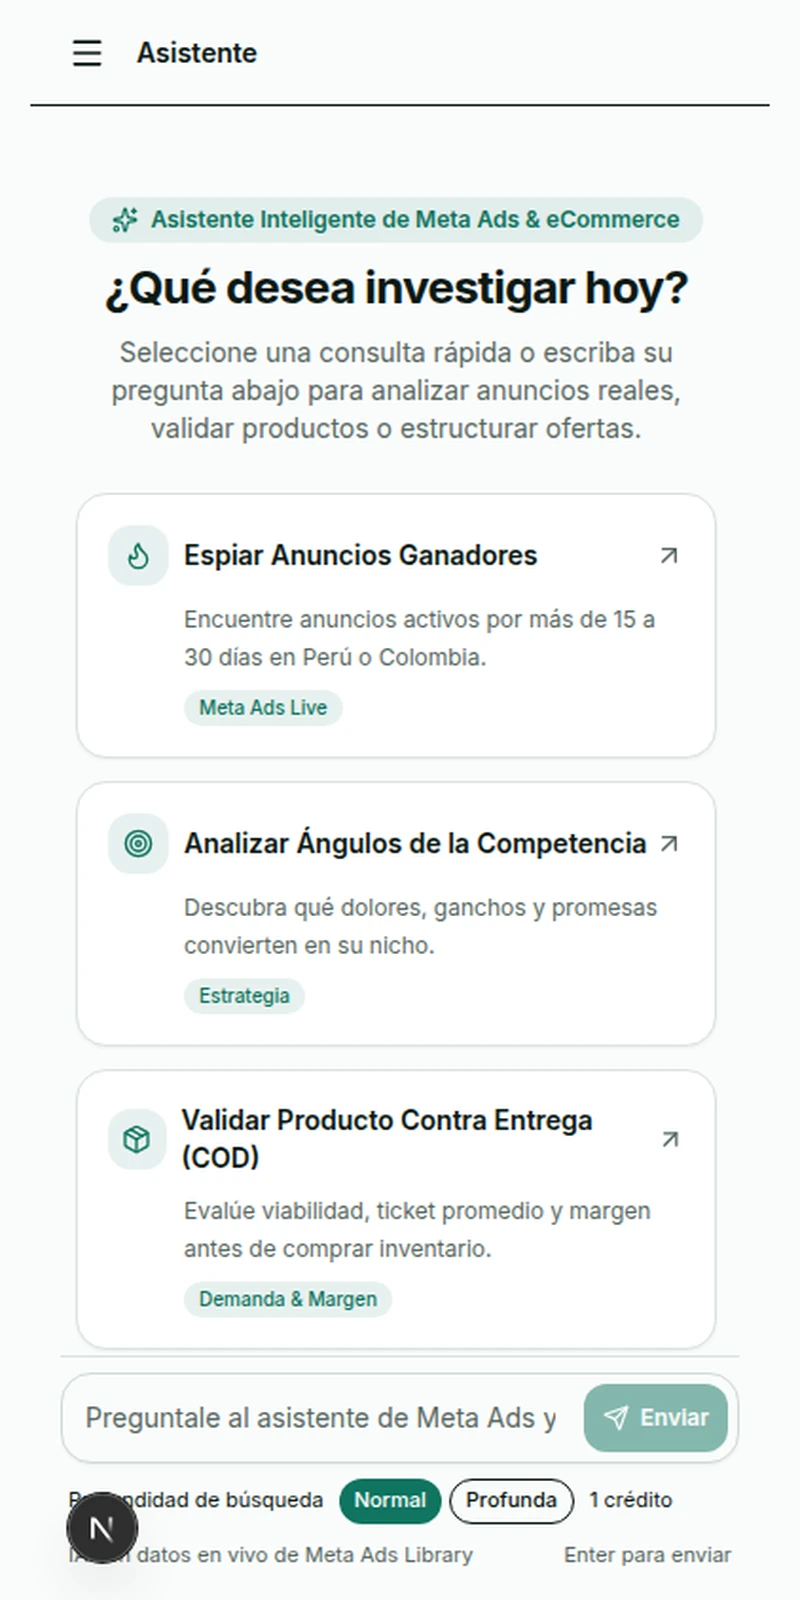 Asistente
Asistente Inteligente de Meta Ads & eCommerce
¿Qué desea investigar hoy?
Seleccione una consulta rápida o escriba su
pregunta abajo para analizar anuncios reales,
validar productos o estructurar ofertas.
Espiar Anuncios Ganadores
Encuentre anuncios activos por más de 15 a
30 días en Perú o Colombia.
Meta Ads Live
Analizar Ángulos de la Competencia
Descubra qué dolores, ganchos y promesas
convierten en su nicho.
Estrategia
Validar Producto Contra Entrega
(COD)
Evalúe viabilidad, ticket promedio y margen
antes de comprar inventario.
Demanda & Margen
Preguntale al asistente de Meta Ads y
Enviar
de búsqueda Normal Profunda 1 crédito
N
datos en vivo de Meta Ads Library Enter para enviar